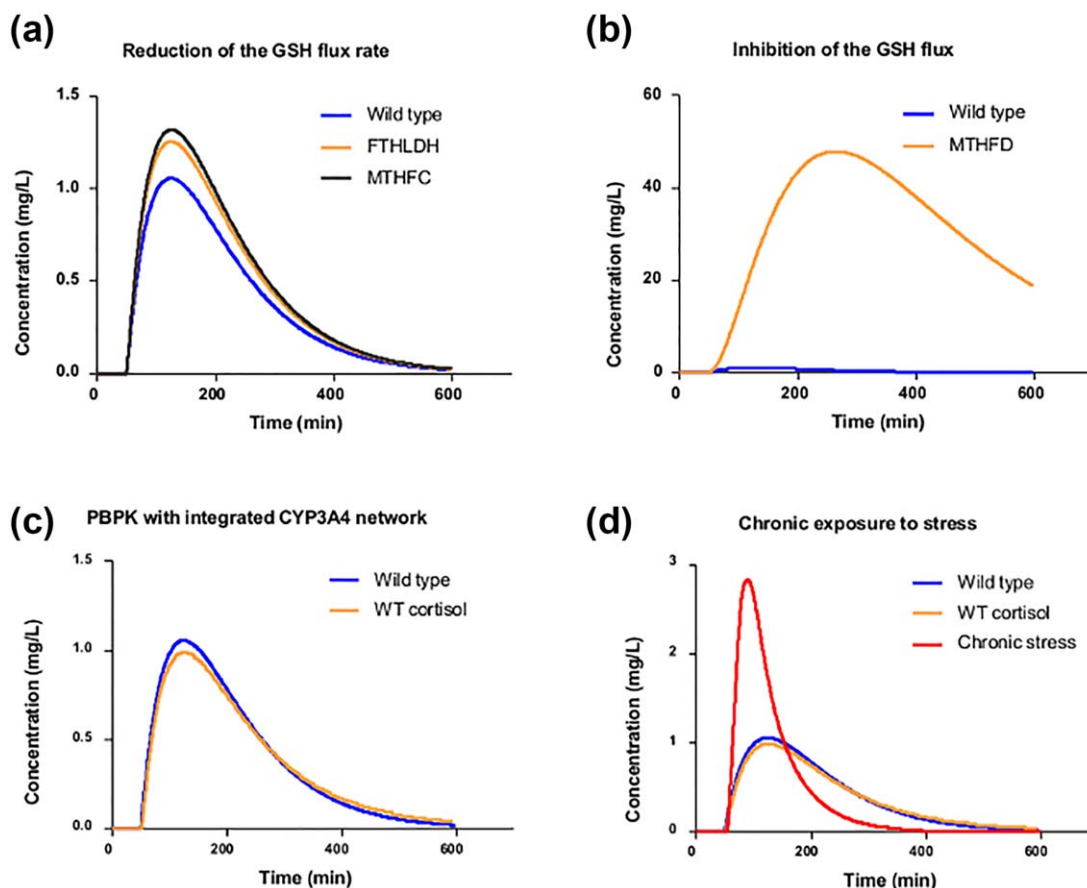 (a)
Reduction of the GSH flux rate
Concentration (mg/L)
1.5
1.0
0.5
0.0
Wild type
FTHLDH
MTHFC
0
200
400
600
Time (min)
(b)
Inhibition of the GSH flux
Concentration (mg/L)
60
40
20
0
Wild type
MTHFD
0
200
400
600
Time (min)
(c)
PBPK with integrated CYP3A4 network
Concentration (mg/L)
1.5
1.0
0.5
0.0
Wild type
WT cortisol
0
200
400
600
Time (min)
(d)
Chronic exposure to stress
Concentration (mg/L)
3
2
1
0
Wild type
WT cortisol
Chronic stress
0
200
400
600
Time (min)